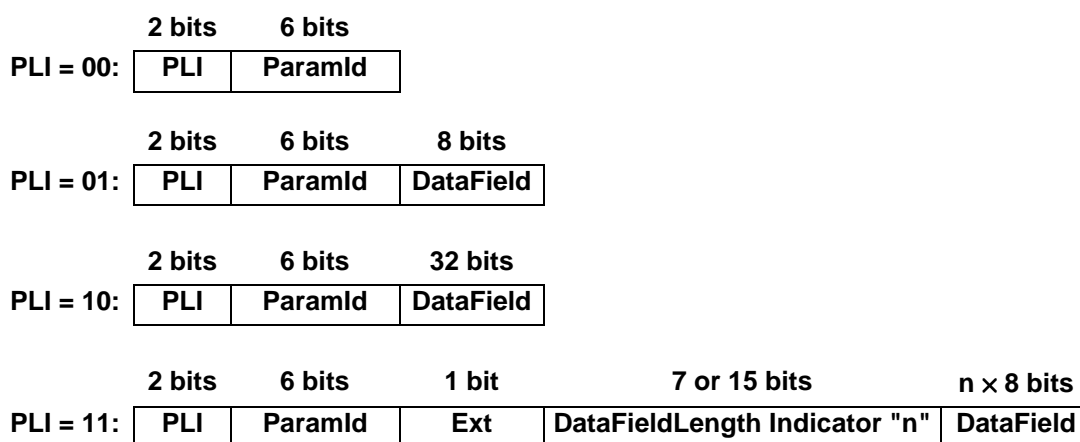 2 bits 6 bits
PLI = 00: PLI ParamId
2 bits 6 bits 8 bits
PLI = 01: PLI ParamId DataField
2 bits 6 bits 32 bits
PLI = 10: PLI ParamId DataField
2 bits 6 bits 1 bit 7 or 15 bits n × 8 bits
PLI = 11: PLI ParamId Ext DataFieldLength Indicator "n" DataField